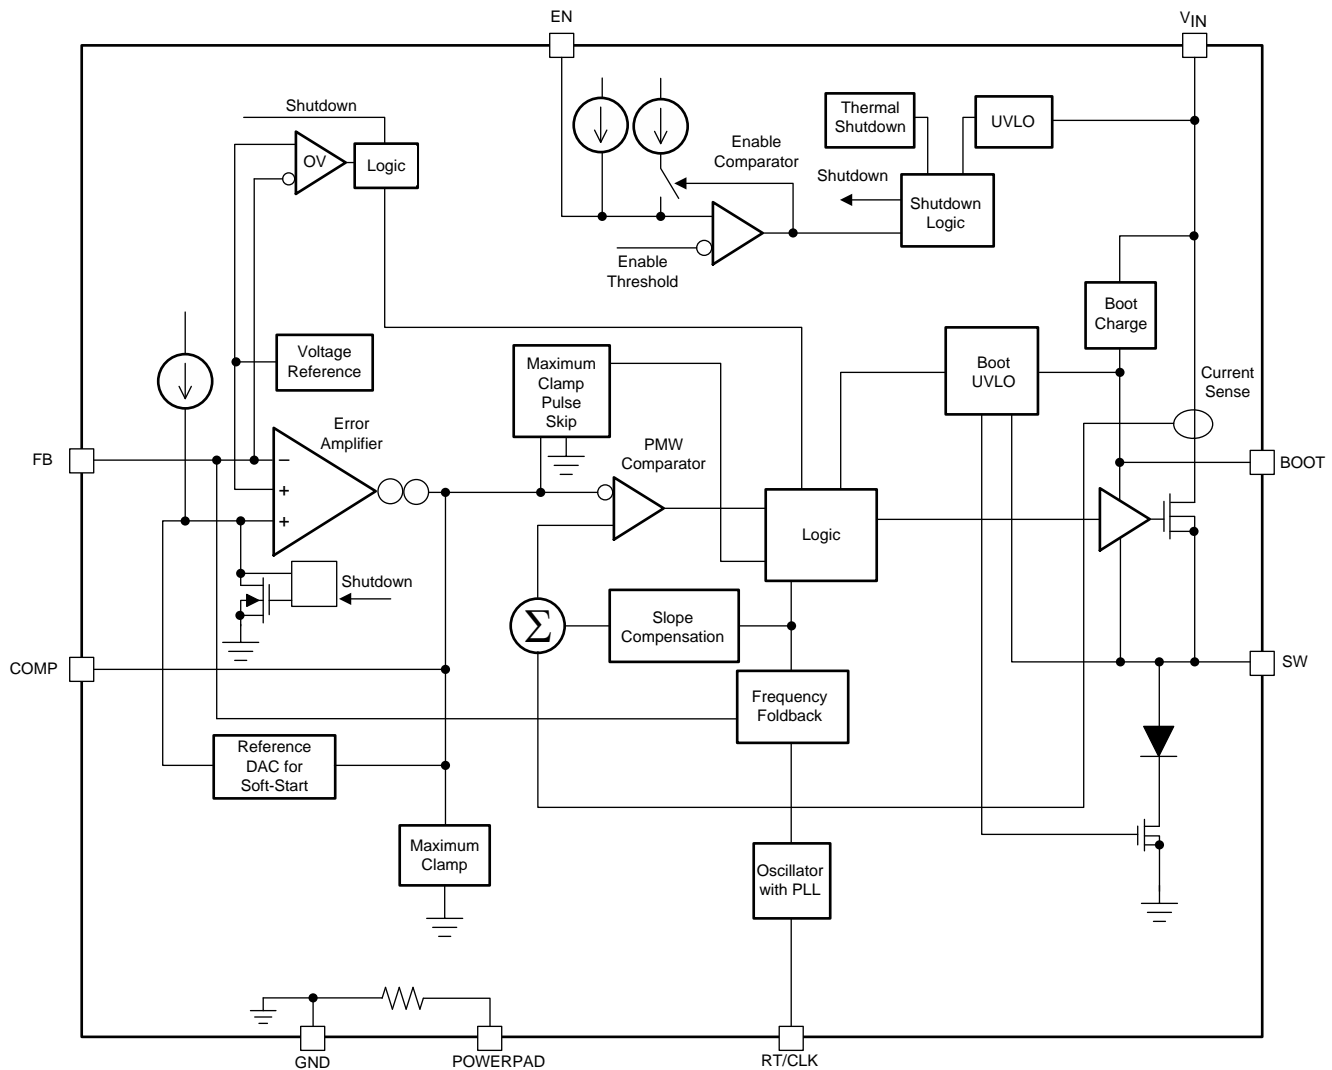 EN
VIN
Shutdown
Thermal
Shutdown
UVLO
OV
Logic
Enable
Comparator
Shutdown
Shutdown
Logic
Enable
Threshold
Boot
Charge
Voltage
Reference
Maximum
Clamp
Pulse
Skip
Boot
UVLO
Current
Sense
Error
Amplifier
PMW
Comparator
FB
BOOT
−
+
+
Logic
Shutdown
Σ
Slope
Compensation
COMP
SW
Frequency
Foldback
Reference
DAC for
Soft-Start
Maximum
Clamp
Oscillator
with PLL
GND
POWERPAD
RT/CLK